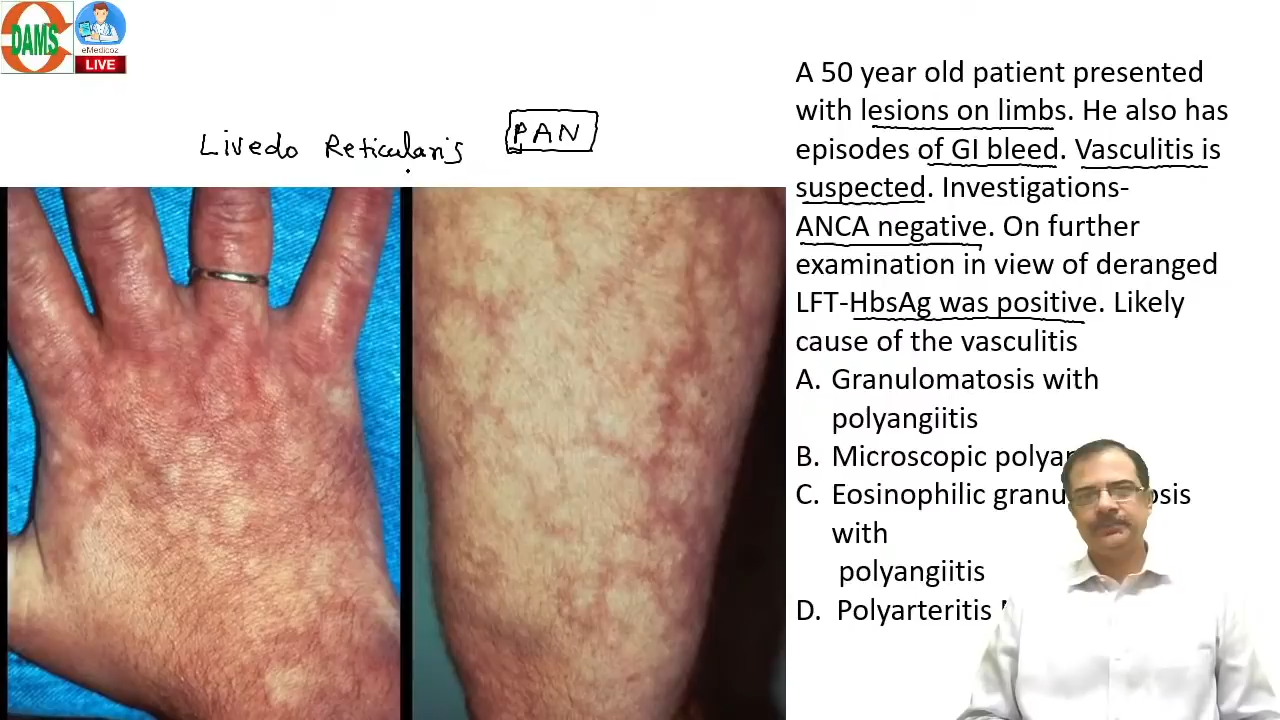 DAMS
eMedicoz
LIVE
Livedo Reticularis PAN
A 50 year old patient presented
with lesions on limbs. He also has
episodes of GI bleed. Vasculitis is
suspected. Investigations-
ANCA negative. On further
examination in view of deranged
LFT-HbsAg was positive. Likely
cause of the vasculitis
A. Granulomatosis with
polyangiitis
B. Microscopic
C. Eosinophilic
with
polyangiitis
D. Polyarteritis